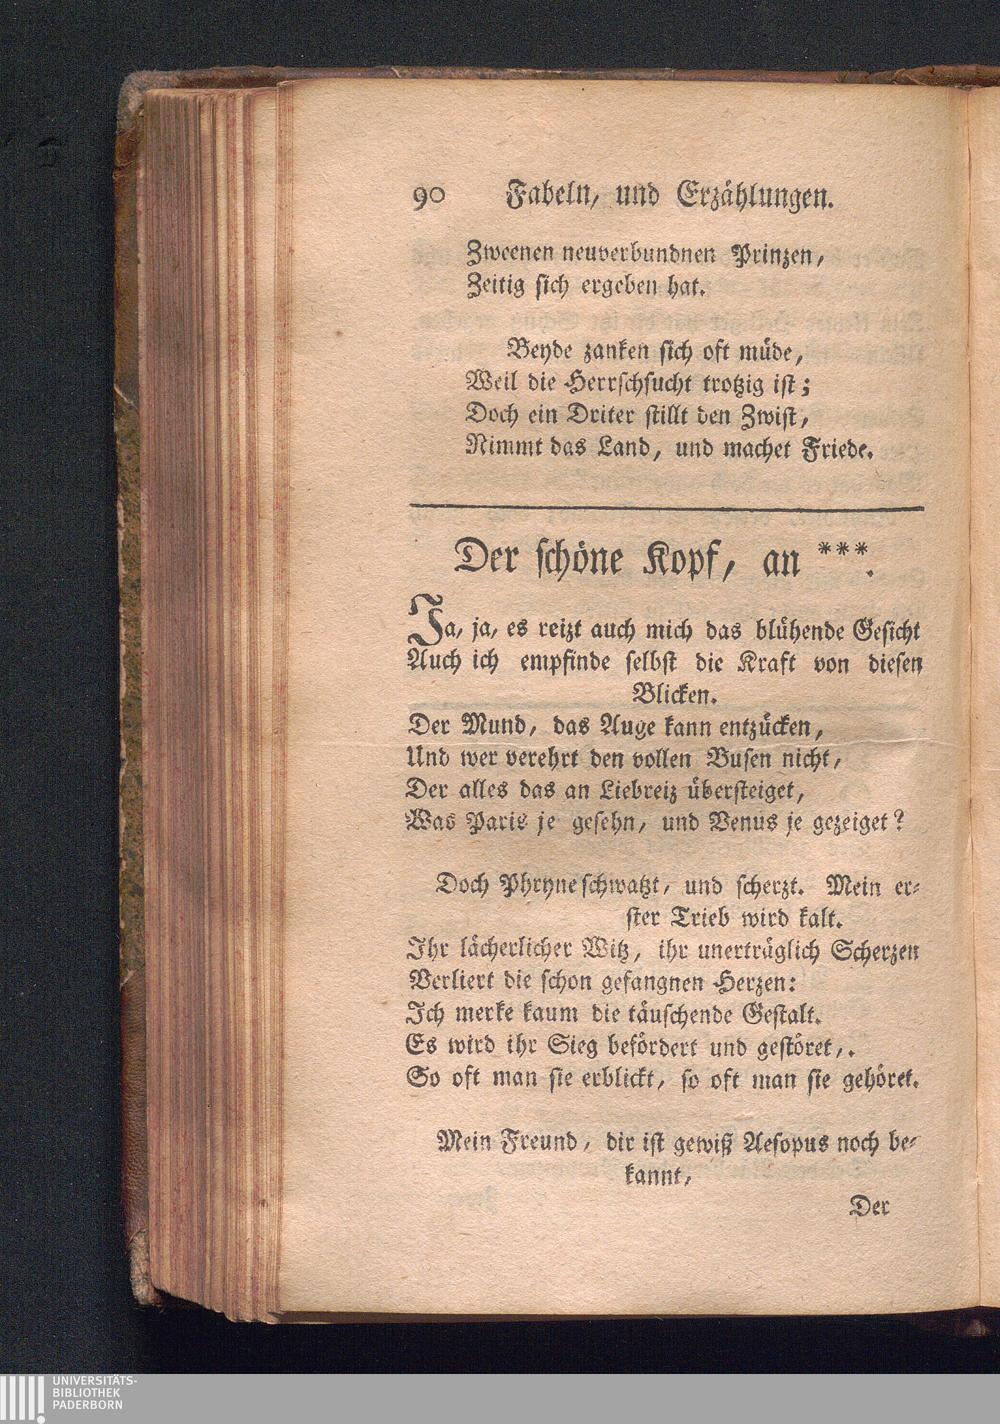 90 Fabeln, und Erzählungen.
Zweenen neuverbundnen Prinzen,
Zeitig sich ergeben hat.
Beyde zanken sich oft müde,
Weil die Herrschsucht trotzig ist;
Doch ein Driter stillt den Zwist,
Nimmt das Land, und machet Friede.
Der schöne Kopf, an ***.
Ja, ja, es reizt auch mich das blühende Gesicht
Auch ich empfinde selbst die Kraft von diesen
Blicken.
Der Mund, das Auge kann entzücken,
Und wer verehrt den vollen Busen nicht,
Der alles das an Liebreiz übersteiget,
Was Paris je gesehn, und Venus je gezeiget?
Doch Phryne schwatzt, und scherzt. Mein er-
ster Trieb wird kalt.
Ihr lächerlicher Witz, ihr unerträglich Scherzen
Verliert die schon gefangnen Herzen:
Ich merke kaum die täuschende Gestalt.
Es wird ihr Sieg befördert und gestöret,.
So oft man sie erblickt, so oft man sie gehöret.
Mein Freund, dir ist gewiß Aesopus noch be-
kannt,
Der
UNIVERSITÄTS-
BIBLIOTHEK
PADERBORN